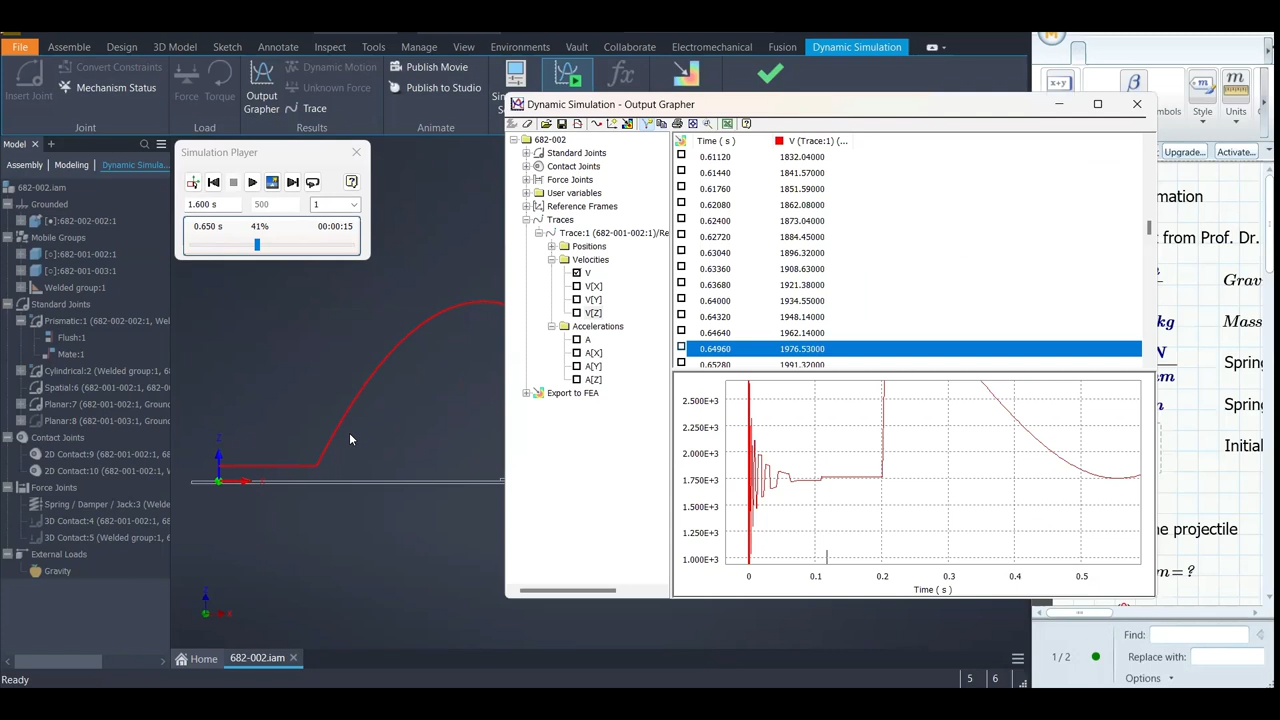 File Assembly Design 3D Model Sketch Annotate Inspect Tools Manage View Environments Vault Collaborate Electromechanical Fusion Dynamic Simulation
Insert Joint
Convert Constraints
Mechanism Status
Joint
Force
Torque
Load
Output
Grapher
Dynamic Motion
Unknown Force
Trace
Results
Publish Movie
Publish to Studio
Animate
x+y
β
Style
m
Units
Upgrade... Activate...
Model
Assembly Modeling Dynamic Simula...
682-002.iam
Grounded
[●]:682-002-002:1
Mobile Groups
[○]:682-001-002:1
[○]:682-001-003:1
Welded group:1
Standard Joints
Prismatic:1 (682-002-002:1, Wel
Flush:1
Mate:1
Cylindrical:2 (Welded group:1
Spatial:6 (682-001-002:1, Weld
Planar:7 (682-001-002:1, Ground
Planar:8 (682-001-003:1, Ground
Contact Joints
2D Contact:9 (682-001-002:1, 6
2D Contact:10 (682-001-002:1,
Force Joints
Spring / Damper / Jack:3 (Welde
3D Contact:4 (682-001-002:1, 68
3D Contact:5 (Welded group:1,
External Loads
Gravity
Simulation Player
1.600 s 500 1
0.650 s 41% 00:00:15
Z
X
Dynamic Simulation - Output Grapher
682-002
Standard Joints
Contact Joints
Force Joints
User variables
Reference Frames
Traces
Trace:1 (682-001-002:1)/Re
Positions
Velocities
V
V[X]
V[Y]
V[Z]
Accelerations
A
A[X]
A[Y]
A[Z]
Export to FEA
Time ( s ) V (Trace:1) (...
0.61120 1832.04000
0.61440 1841.57000
0.61760 1851.59000
0.62080 1862.08000
0.62400 1873.04000
0.62720 1884.45000
0.63040 1896.32000
0.63360 1908.63000
0.63680 1921.38000
0.64000 1934.55000
0.64320 1948.14000
0.64640 1962.14000
0.64960 1976.53000
0.65280 1991.32000
2.500E+3
2.250E+3
2.000E+3
1.750E+3
1.500E+3
1.250E+3
1.000E+3
0 0.1 0.2 0.3 0.4 0.5
Time ( s )
mation
t from Prof. Dr.
Grav
kg Mass
N
m
Spring
Spring
Initial
he projectile
m=?
Find:
1 / 2 Replace with:
Options
Home 682-002.iam
Ready 5 6